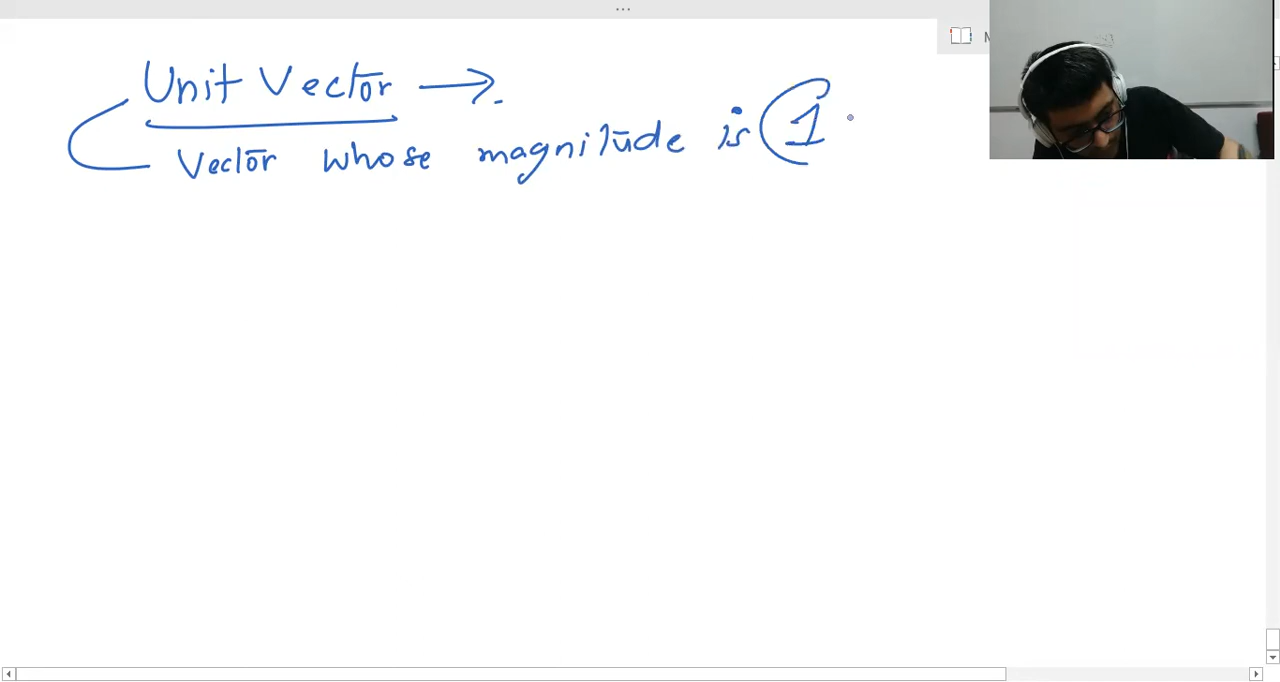 Unit Vector →
Vector whose magnitude is 1